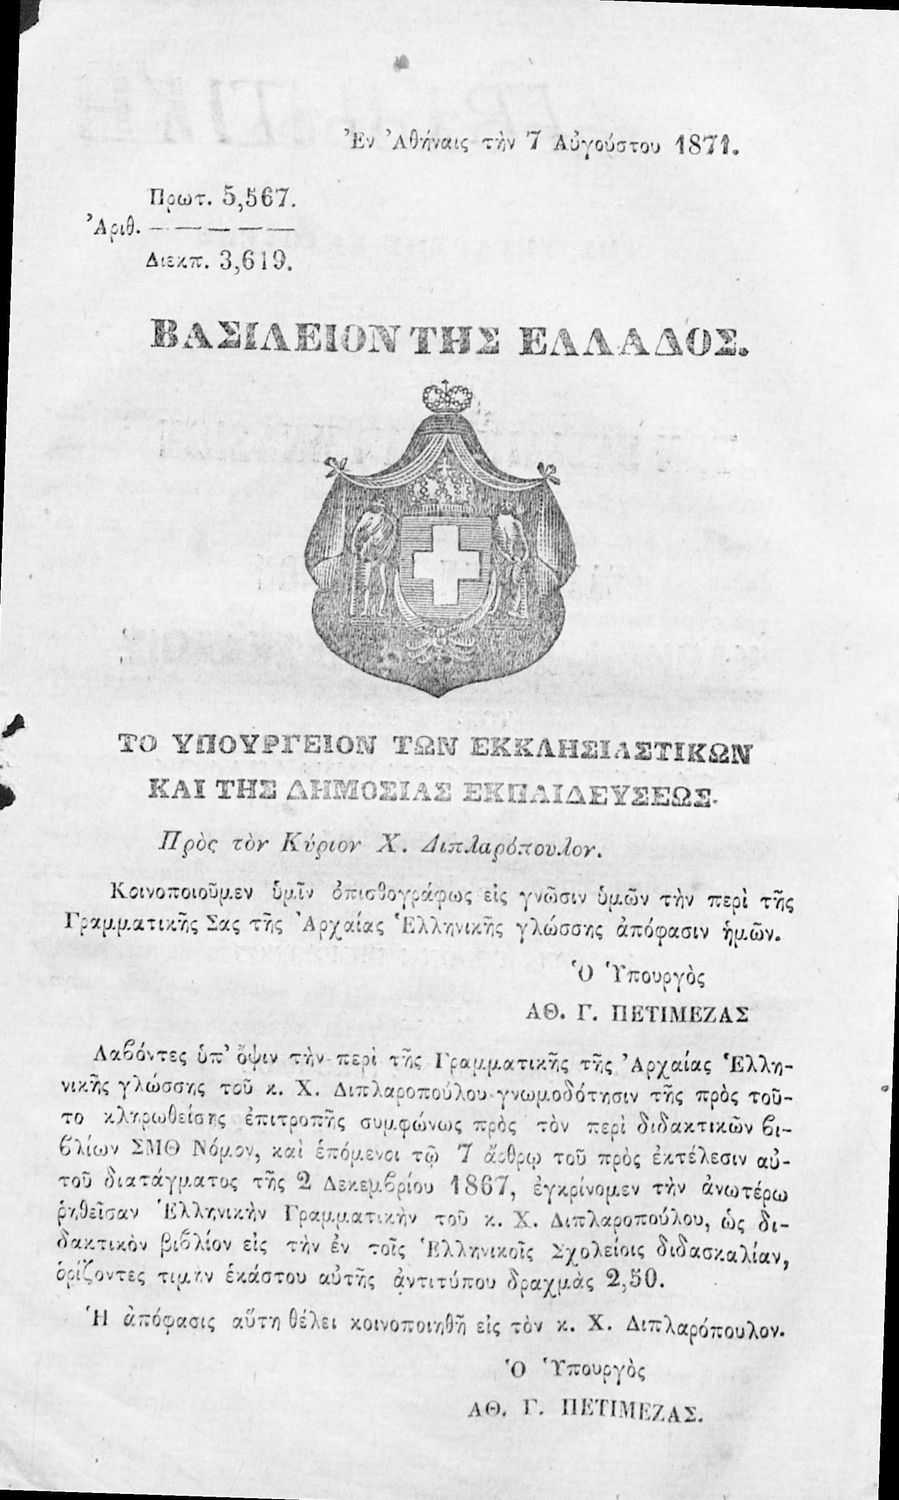 Ἐν Ἀθήναις τὴν 7 Αὐγούστου 1871.
Πρωτ. 5,567.
Ἀριθ. — — — — —
Διεκπ. 3,619.
ΒΑΣΙΛΕΙΟΝ ΤΗΣ ΕΛΛΑΔΟΣ.
ΤΟ ΥΠΟΥΡΓΕΙΟΝ ΤΩΝ ΕΚΚΛΗΣΙΑΣΤΙΚΩΝ
ΚΑΙ ΤΗΣ ΔΗΜΟΣΙΑΣ ΕΚΠΑΙΔΕΥΣΕΩΣ.
Πρὸς τὸν Κύριον Χ. Διπλαρόπουλον.
Κοινοποιοῦμεν ὑμῖν ὀπισθογράφως εἰς γνῶσιν ὑμῶν τὴν περὶ τῆς
Γραμματικῆς Σας τῆς Ἀρχαίας Ἑλληνικῆς γλώσσης ἀπόφασιν ἡμῶν.
Ὁ Ὑπουργὸς
ΑΘ. Γ. ΠΕΤΙΜΕΖΑΣ
Λαβόντες ὑπ' ὄψιν τὴν περὶ τῆς Γραμματικῆς τῆς Ἀρχαίας Ἑλλη-
νικῆς γλώσσης τοῦ κ. Χ. Διπλαροπούλου γνωμοδότησιν τῆς πρὸς τοῦ-
το κληρωθείσης ἐπιτροπῆς συμφώνως πρὸς τὸν περὶ διδακτικῶν βι-
βλίων ΣΜΘ Νόμον, καὶ ἑπόμενοι τῷ 7 ἄρθρῳ τοῦ πρὸς ἐκτέλεσιν αὐ-
τοῦ διατάγματος τῆς 2 Δεκεμβρίου 1867, ἐγκρίνομεν τὴν ἀνωτέρω
ῥηθεῖσαν Ἑλληνικὴν Γραμματικὴν τοῦ κ. Χ. Διπλαροπούλου, ὡς δι-
δακτικὸν βιβλίον εἰς τὴν ἐν τοῖς Ἑλληνικοῖς Σχολείοις διδασκαλίαν,
ὁρίζοντες τιμὴν ἑκάστου αὐτῆς ἀντιτύπου δραχμὰς 2,50.
Ἡ ἀπόφασις αὕτη θέλει κοινοποιηθῆ εἰς τὸν κ. Χ. Διπλαρόπουλον.
Ὁ Ὑπουργὸς
ΑΘ. Γ. ΠΕΤΙΜΕΖΑΣ.